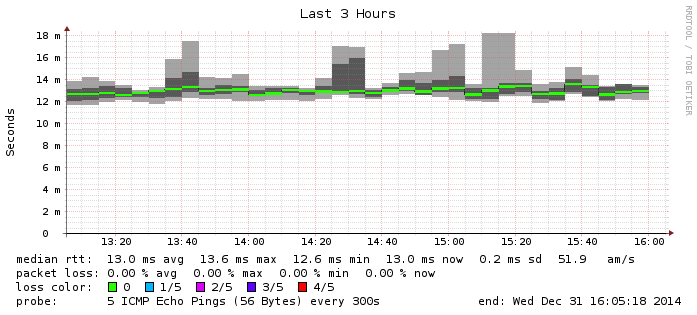 Last 3 Hours
RRDTOOL / TOBI OETIKER
Seconds
18 m
16 m
14 m
12 m
10 m
8 m
6 m
4 m
2 m
0
13:20 13:40 14:00 14:20 14:40 15:00 15:20 15:40 16:00
median rtt: 13.0 ms avg 13.6 ms max 12.6 ms min 13.0 ms now 0.2 ms sd 51.9 am/s
packet loss: 0.00 % avg 0.00 % max 0.00 % min 0.00 % now
loss color: 0 1/5 2/5 3/5 4/5
probe: 5 ICMP Echo Pings (56 Bytes) every 300s end: Wed Dec 31 16:05:18 2014